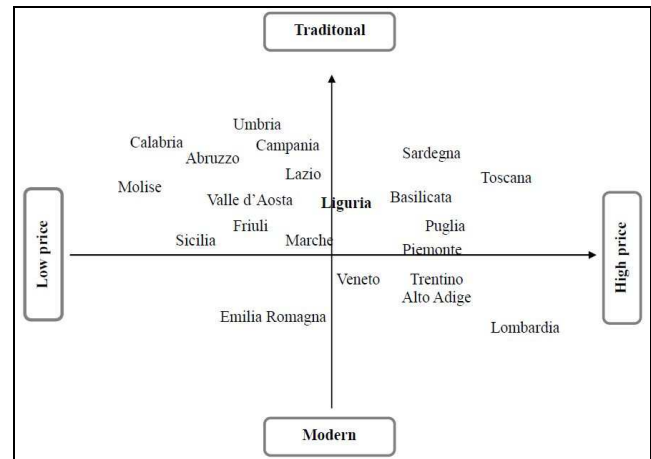 Traditonal
Umbria
Calabria
Campania
Abruzzo
Sardegna
Lazio
Toscana
Molise
Valle d’Aosta
Liguria
Basilicata
Friuli
Puglia
Sicilia
Marche
Piemonte
Low price
High price
Veneto
Trentino
Alto Adige
Emilia Romagna
Lombardia
Modern